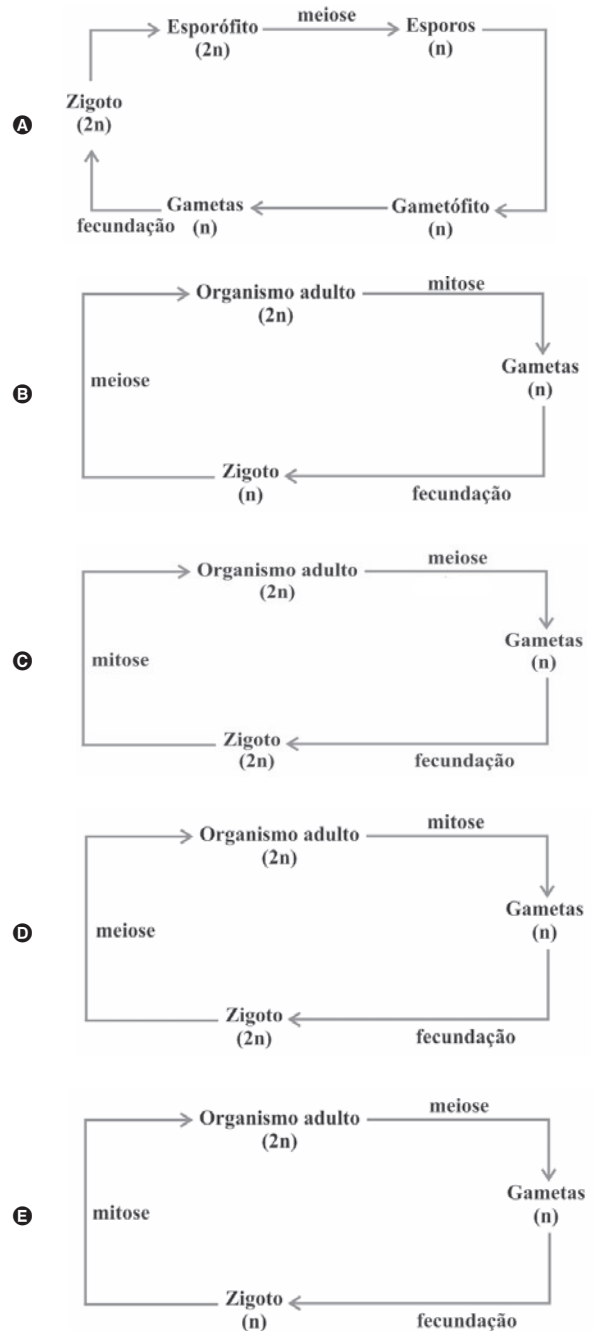 meiose
Esporófito
(2n)
Esporos
(n)
Zigoto
(2n)
A
Gametas
(n)
Gametófito
(n)
fecundação
Organismo adulto
(2n)
mitose
Gametas
(n)
meiose
B
Zigoto
(n)
fecundação
Organismo adulto
(2n)
meiose
Gametas
(n)
mitose
C
Zigoto
(2n)
fecundação
Organismo adulto
(2n)
mitose
Gametas
(n)
meiose
D
Zigoto
(2n)
fecundação
Organismo adulto
(2n)
meiose
Gametas
(n)
mitose
E
Zigoto
(n)
fecundação